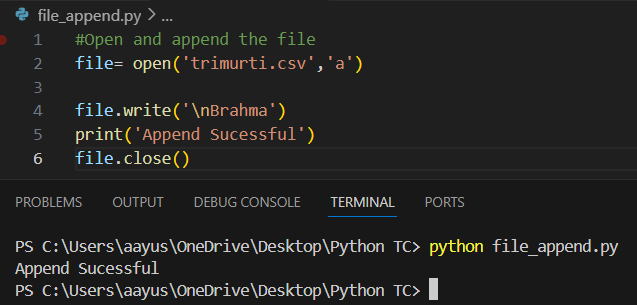 file_append.py > ...
1 #Open and append the file
2 file= open('trimurti.csv','a')
3
4 file.write('\nBrahma')
5 print('Append Sucessful')
6 file.close()
PROBLEMS OUTPUT DEBUG CONSOLE TERMINAL PORTS
PS C:\Users\aayus\OneDrive\Desktop\Python TC> python file_append.py
Append Sucessful
PS C:\Users\aayus\OneDrive\Desktop\Python TC>